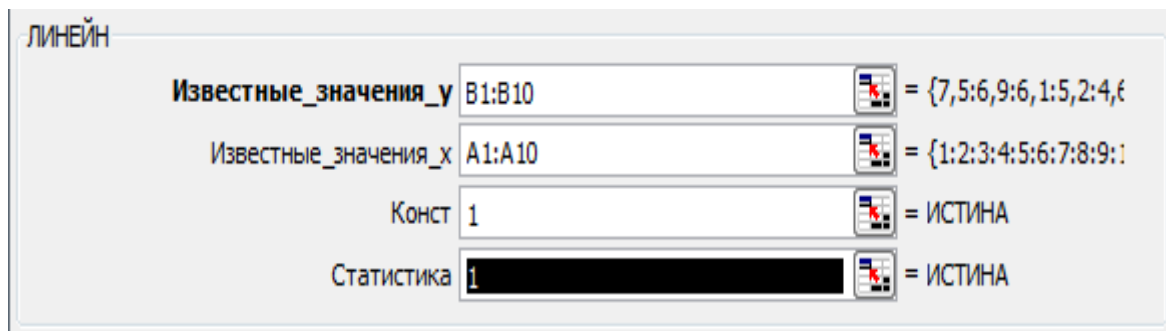 ЛИНЕЙН
Известные_значения_y B1:B10 = {7,5:6,9:6,1:5,2:4,6
Известные_значения_x A1:A10 = {1:2:3:4:5:6:7:8:9:1
Конст 1 = ИСТИНА
Статистика 1 = ИСТИНА